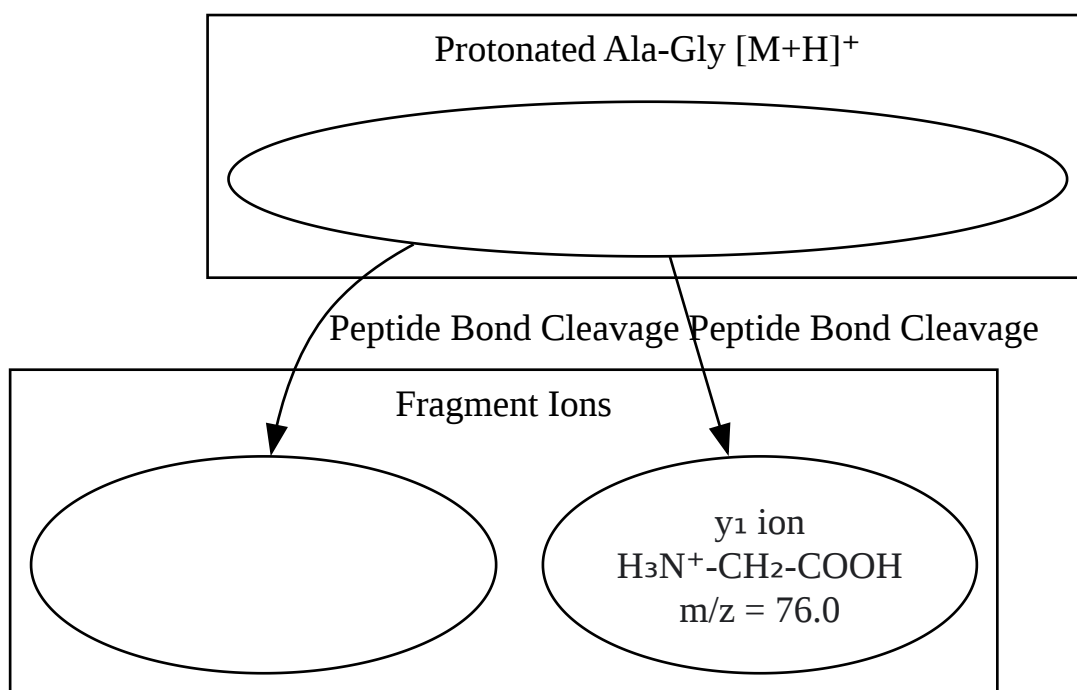 Protonated Ala-Gly [M+H]⁺
Peptide Bond Cleavage Peptide Bond Cleavage
Fragment Ions
y₁ ion
H₃N⁺-CH₂-COOH
m/z = 76.0